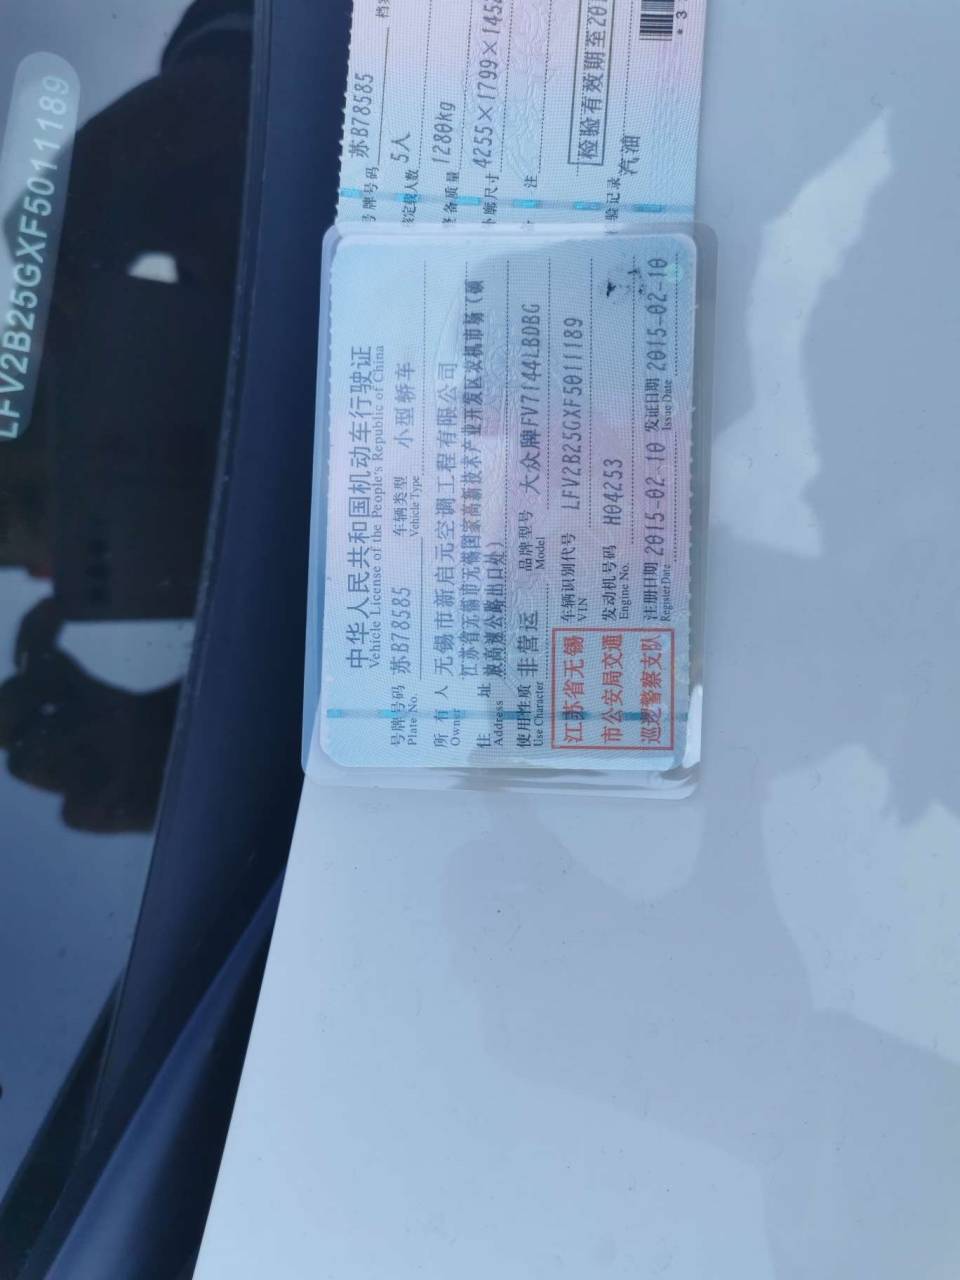 LFV2B25GXF5011189
中华人民共和国机动车行驶证
Vehicle License of the People's Republic of China
号牌号码 苏B78585 车辆类型 小型轿车
Plate No. Vehicle Type
所有人 无锡市新启元空调工程有限公司
Owner
住址 江苏省无锡市无锡国家高新技术产业开发区农机市场(硕
Address 放高速公路出口处)
使用性质 非营运 品牌型号 大众牌FV7144LBDBG
Use Character Model
江苏省无锡
市公安局交通
巡逻警察支队
车辆识别代号 LFV2B25GXF5011189
VIN
发动机号码 H04253
Engine No.
注册日期 2015-02-10 发证日期 2015-02-10
Register Date Issue Date
号牌号码 苏B78585
核定载人数 5人
整备质量 1280kg
外廓尺寸 4255×1799×145
注
检验有效期至201
验记录
汽油
*3